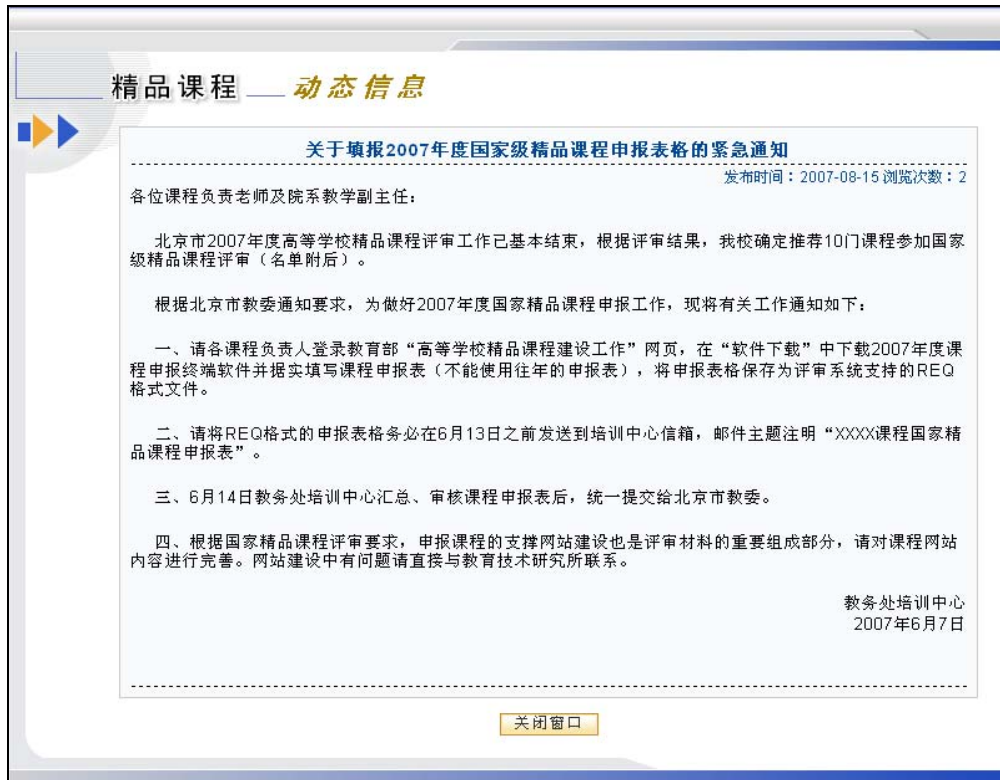 精品课程 动态信息
关于填报2007年度国家级精品课程申报表格的紧急通知
发布时间：2007-08-15 浏览次数：2
各位课程负责老师及院系教学副主任：
北京市2007年度高等学校精品课程评审工作已基本结束，根据评审结果，我校确定推荐10门课程参加国家
级精品课程评审（名单附后）。
根据北京市教委通知要求，为做好2007年度国家精品课程申报工作，现将有关工作通知如下：
一、请各课程负责人登录教育部“高等学校精品课程建设工作”网页，在“软件下载”中下载2007年度课
程申报终端软件并据实填写课程申报表（不能使用往年的申报表），将申报表格保存为评审系统支持的REQ
格式文件。
二、请将REQ格式的申报表格务必在6月13日之前发送到培训中心信箱，邮件主题注明“XXXX课程国家精
品课程申报表”。
三、6月14日教务处培训中心汇总、审核课程申报表后，统一提交给北京市教委。
四、根据国家精品课程评审要求，申报课程的支撑网站建设也是评审材料的重要组成部分，请对课程网站
内容进行完善。网站建设中有问题请直接与教育技术研究所联系。
教务处培训中心
2007年6月7日
关闭窗口